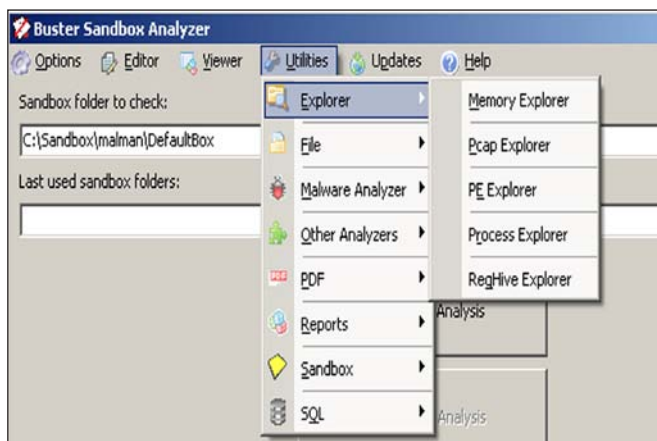 Buster Sandbox Analyzer
Options Editor Viewer Utilities Updates Help
Sandbox folder to check:
C:\Sandbox\malman\DefaultBox
Last used sandbox folders:
Explorer
File
Malware Analyzer
Other Analyzers
PDF
Reports
Sandbox
SQL
Memory Explorer
Pcap Explorer
PE Explorer
Process Explorer
RegHive Explorer
Analysis
Analysis